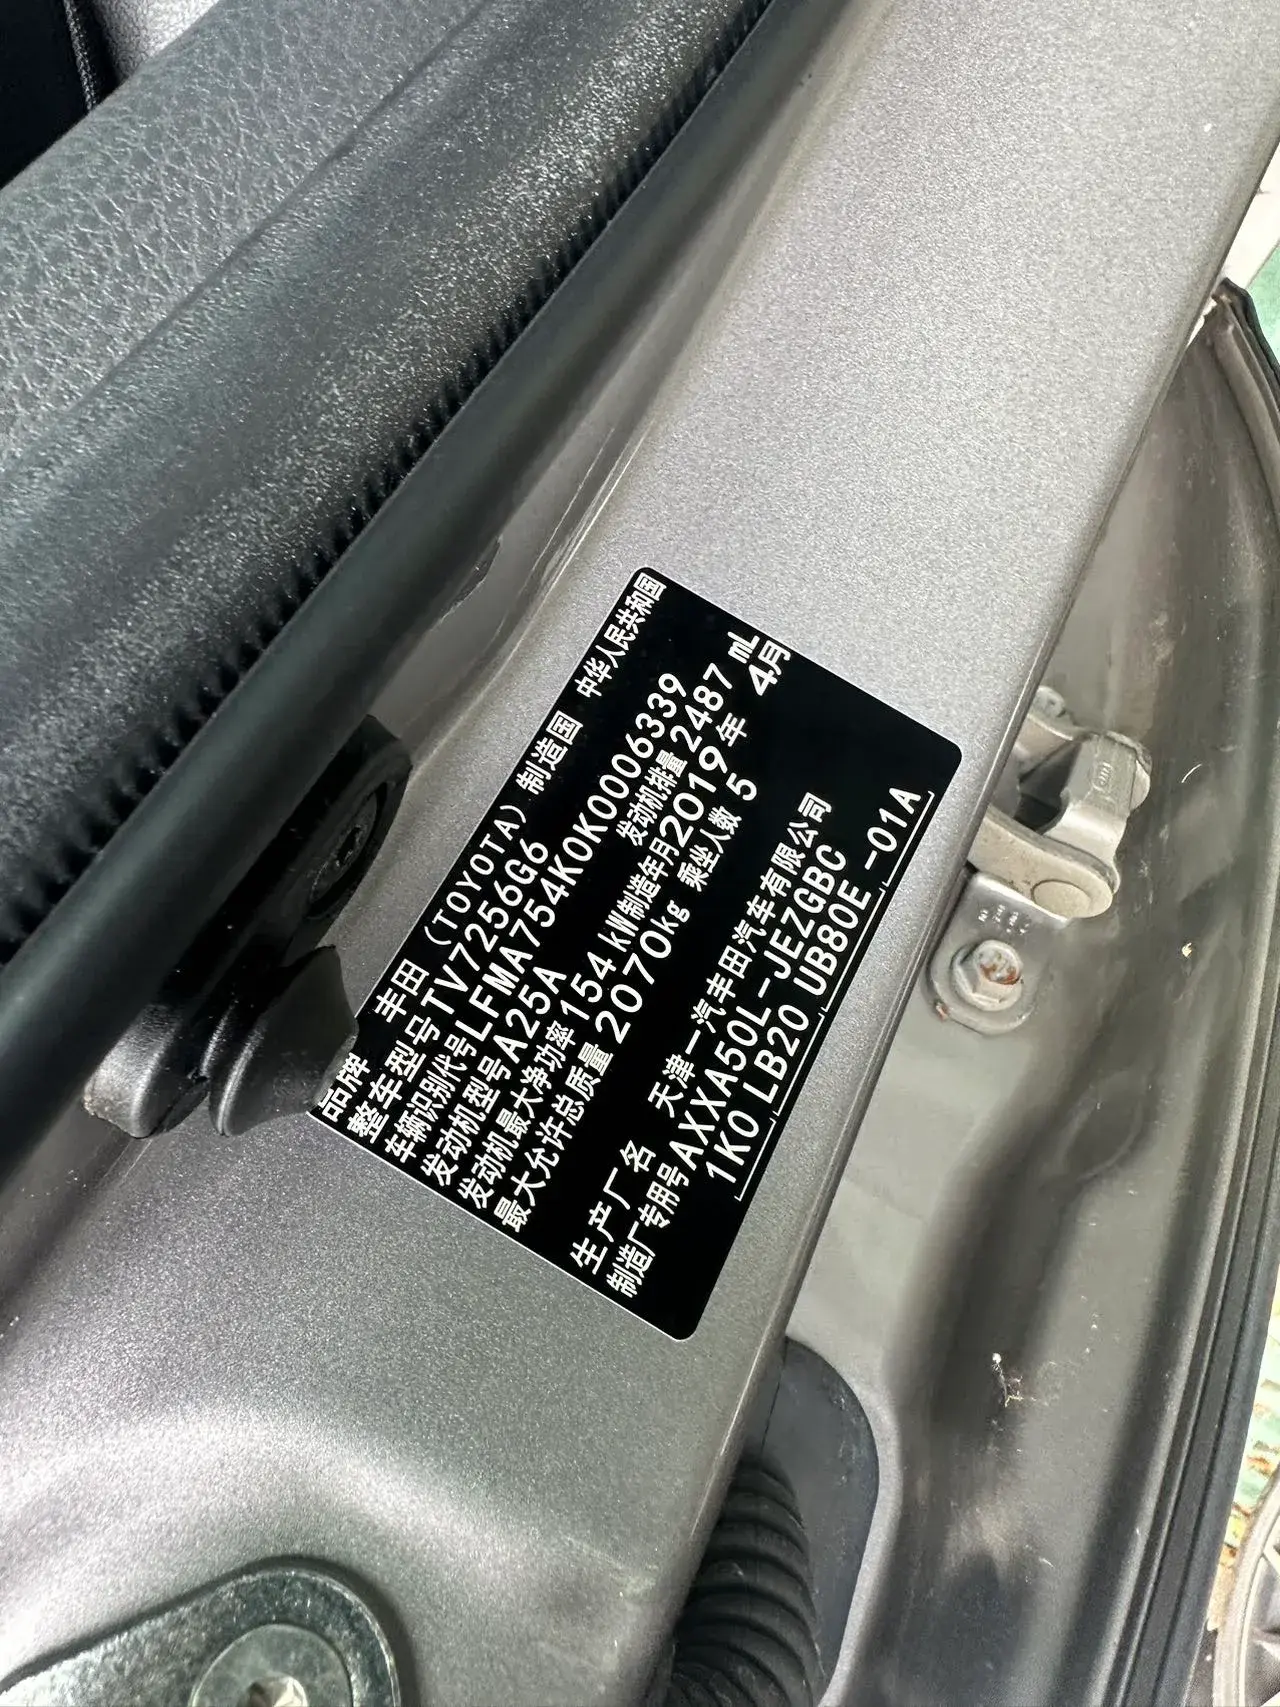 品牌 丰田（TOYOTA）制造国 中华人民共和国
整车型号TV7256G6
车辆识别代号LFMA754K0K0006339
发动机型号A25A 发动机排量2487 mL
发动机最大净功率154 kW制造年月2019年 4月
最大允许总质量2070kg 乘坐人数 5
生产厂名 天津一汽丰田汽车有限公司
制造厂专用号AXXA50L-JEZGBC
1K0 LB20 UB80E -01A